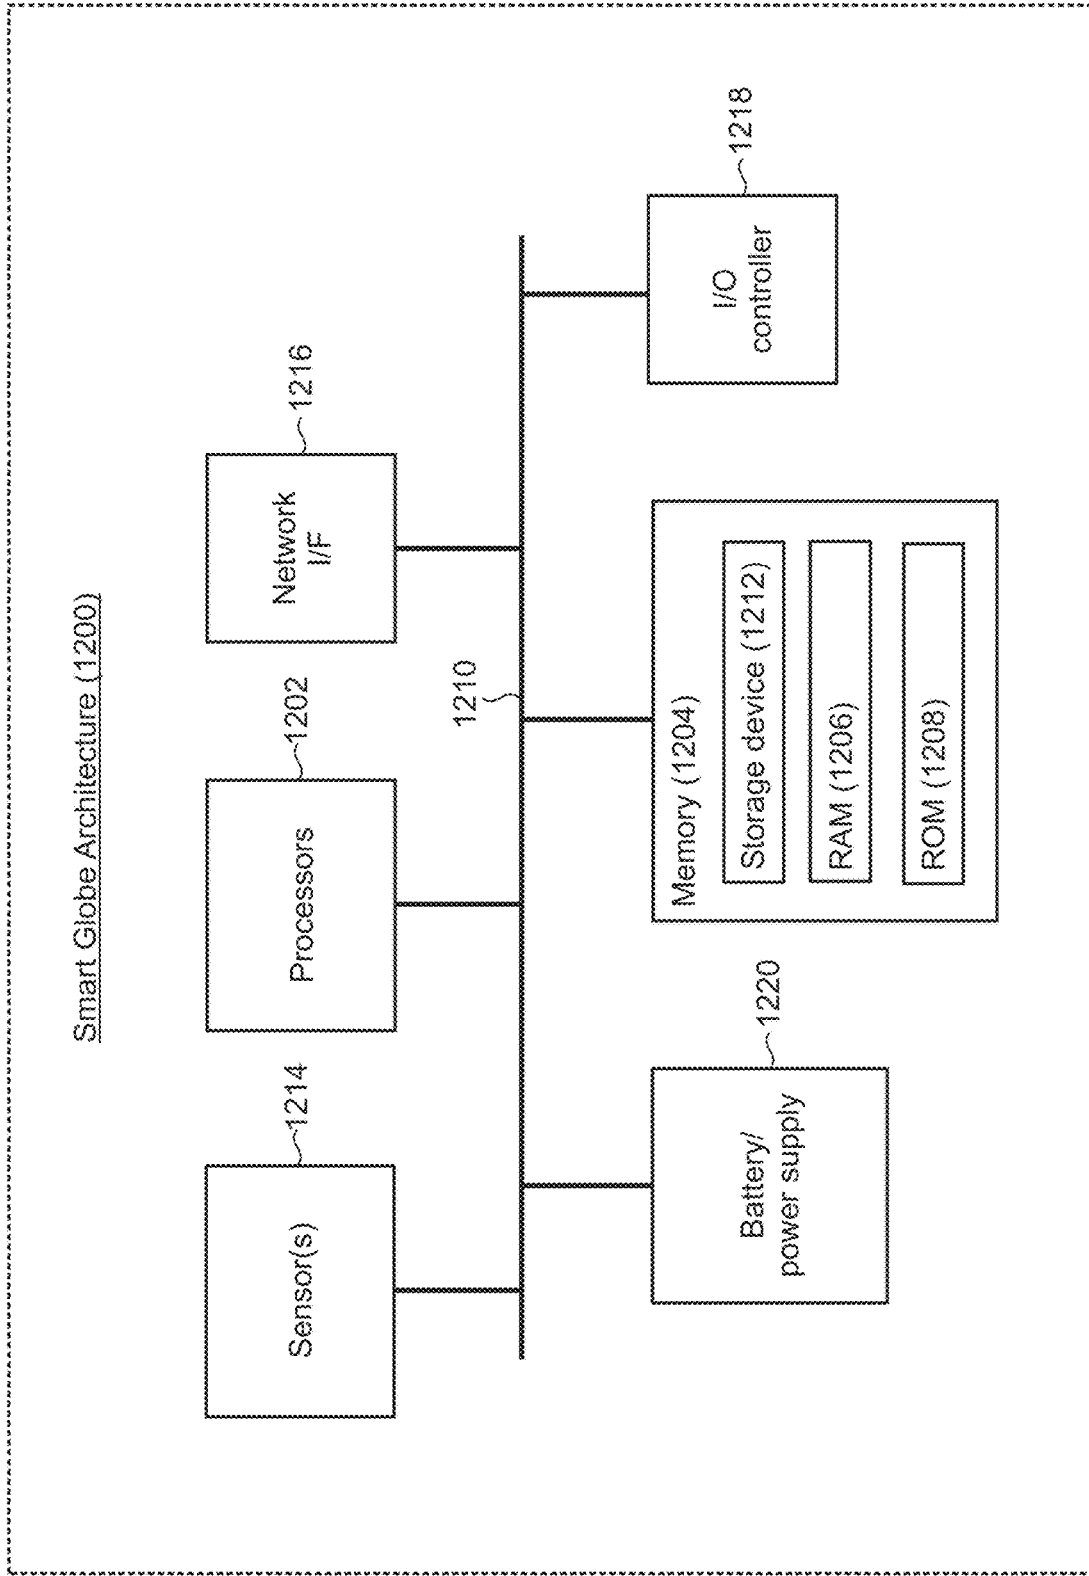 Smart Globe Architecture (1200)
Sensor(s)
1214
Processors
1202
Network
I/F
1216
1210
Battery/
power supply
1220
Memory (1204)
Storage device (1212)
RAM (1206)
ROM (1208)
I/O
controller
1218